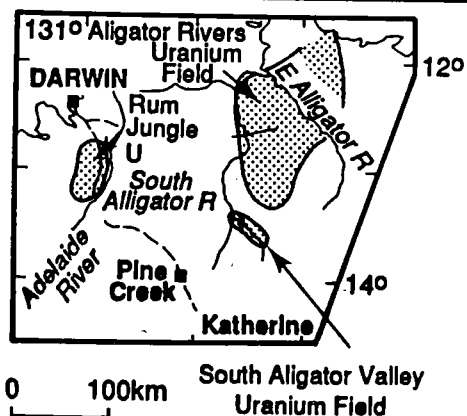 131° Aligator Rivers
Uranium
Field
12°
DARWIN
E Alligator R
Rum
Jungle
U
South
Alligator R
Adelaide
River
Pine
Creek
14°
Katherine
0 100km
South Aligator Valley
Uranium Field